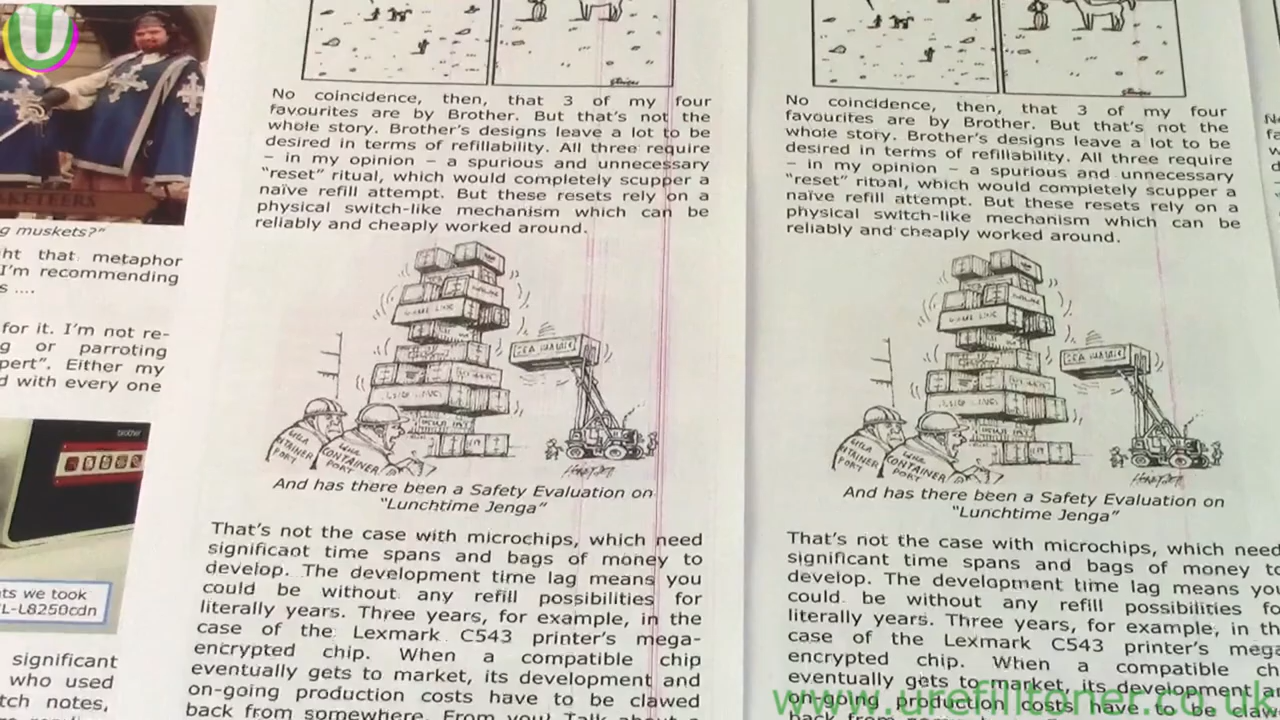 U
KETEERS
g muskets?"
ht that metaphor
I'm recommending
s ....
for it. I'm not re-
g or parroting
pert". Either my
d with every one
brother
ts we took
L-L8250cdn
significant
who used
tch notes,
No coincidence, then, that 3 of my four
favourites are by Brother. But that's not the
whole story. Brother's designs leave a lot to be
desired in terms of refillability. All three require
– in my opinion – a spurious and unnecessary
"reset" ritual, which would completely scupper a
naïve refill attempt. But these resets rely on a
physical switch-like mechanism which can be
reliably and cheaply worked around.
CONTAINER
PORT
And has there been a Safety Evaluation on
"Lunchtime Jenga"
That's not the case with microchips, which need
significant time spans and bags of money to
develop. The development time lag means you
could be without any refill possibilities for
literally years. Three years, for example, in the
case of the Lexmark C543 printer's mega-
encrypted chip. When a compatible chip
eventually gets to market, its development and
on-going production costs have to be clawed
back from somewhere. From you! Talk about a
No coincidence, then, that 3 of my four
favourites are by Brother. But that's not the
whole story. Brother's designs leave a lot to be
desired in terms of refillability. All three require
– in my opinion – a spurious and unnecessary
"reset" ritual, which would completely scupper a
naïve refill attempt. But these resets rely on a
physical switch-like mechanism which can be
reliably and cheaply worked around.
CONTAINER
PORT
And has there been a Safety Evaluation on
"Lunchtime Jenga"
That's not the case with microchips, which need
significant time spans and bags of money to
develop. The development time lag means you
could be without any refill possibilities fo
literally years. Three years, for example, in th
case of the Lexmark C543 printer's mega
encrypted chip. When a compatible ch
eventually gets to market, its development an
on-going production costs have to be claw
back from somewhere. From
www.urefilltoner.co.uk